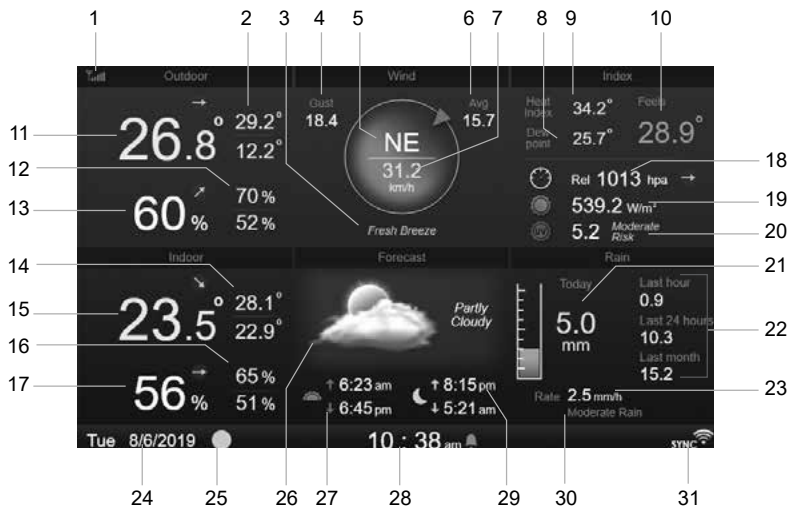 1 2 3 4 5 6 7 8 9 10
Outdoor Wind Index
Gust 18.4
Avg 15.7
Heat Index 34.2°
Feels 28.9°
Dew point 25.7°
11 26.8° 29.2°
12.2°
NE
31.2
km/h
12
13 60% 70%
52%
Fresh Breeze
Rel 1013 hpa 18
539.2 W/m² 19
5.2 Moderate Risk 20
Indoor Forecast Rain
14
15 23.5° 28.1°
22.9°
Partly
Cloudy
21
Today
5.0
mm
Last hour
0.9
Last 24 hours 22
10.3
Last month
15.2
16
17 56% 65%
51%
6:23 am
6:45 pm
8:15 pm
5:21 am
Rate 2.5 mm/h 23
Moderate Rain
Tue 8/6/2019 10 : 38 am SYNC
24 25 26 27 28 29 30 31